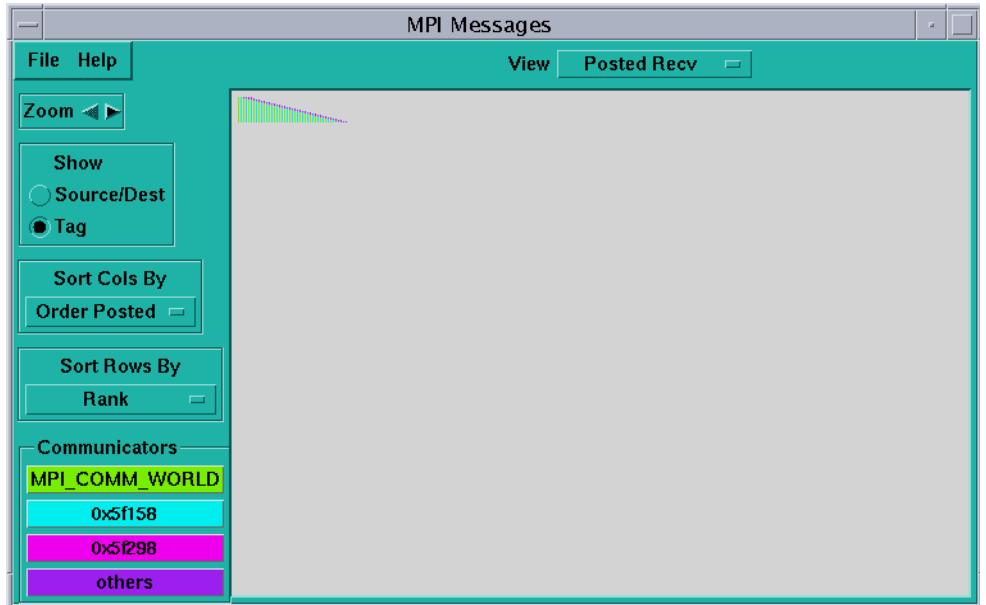 MPI Messages
File Help
View Posted Recv
Zoom
Show
Source/Dest
Tag
Sort Cols By
Order Posted
Sort Rows By
Rank
Communicators
MPI_COMM_WORLD
0x5f158
0x5f298
others